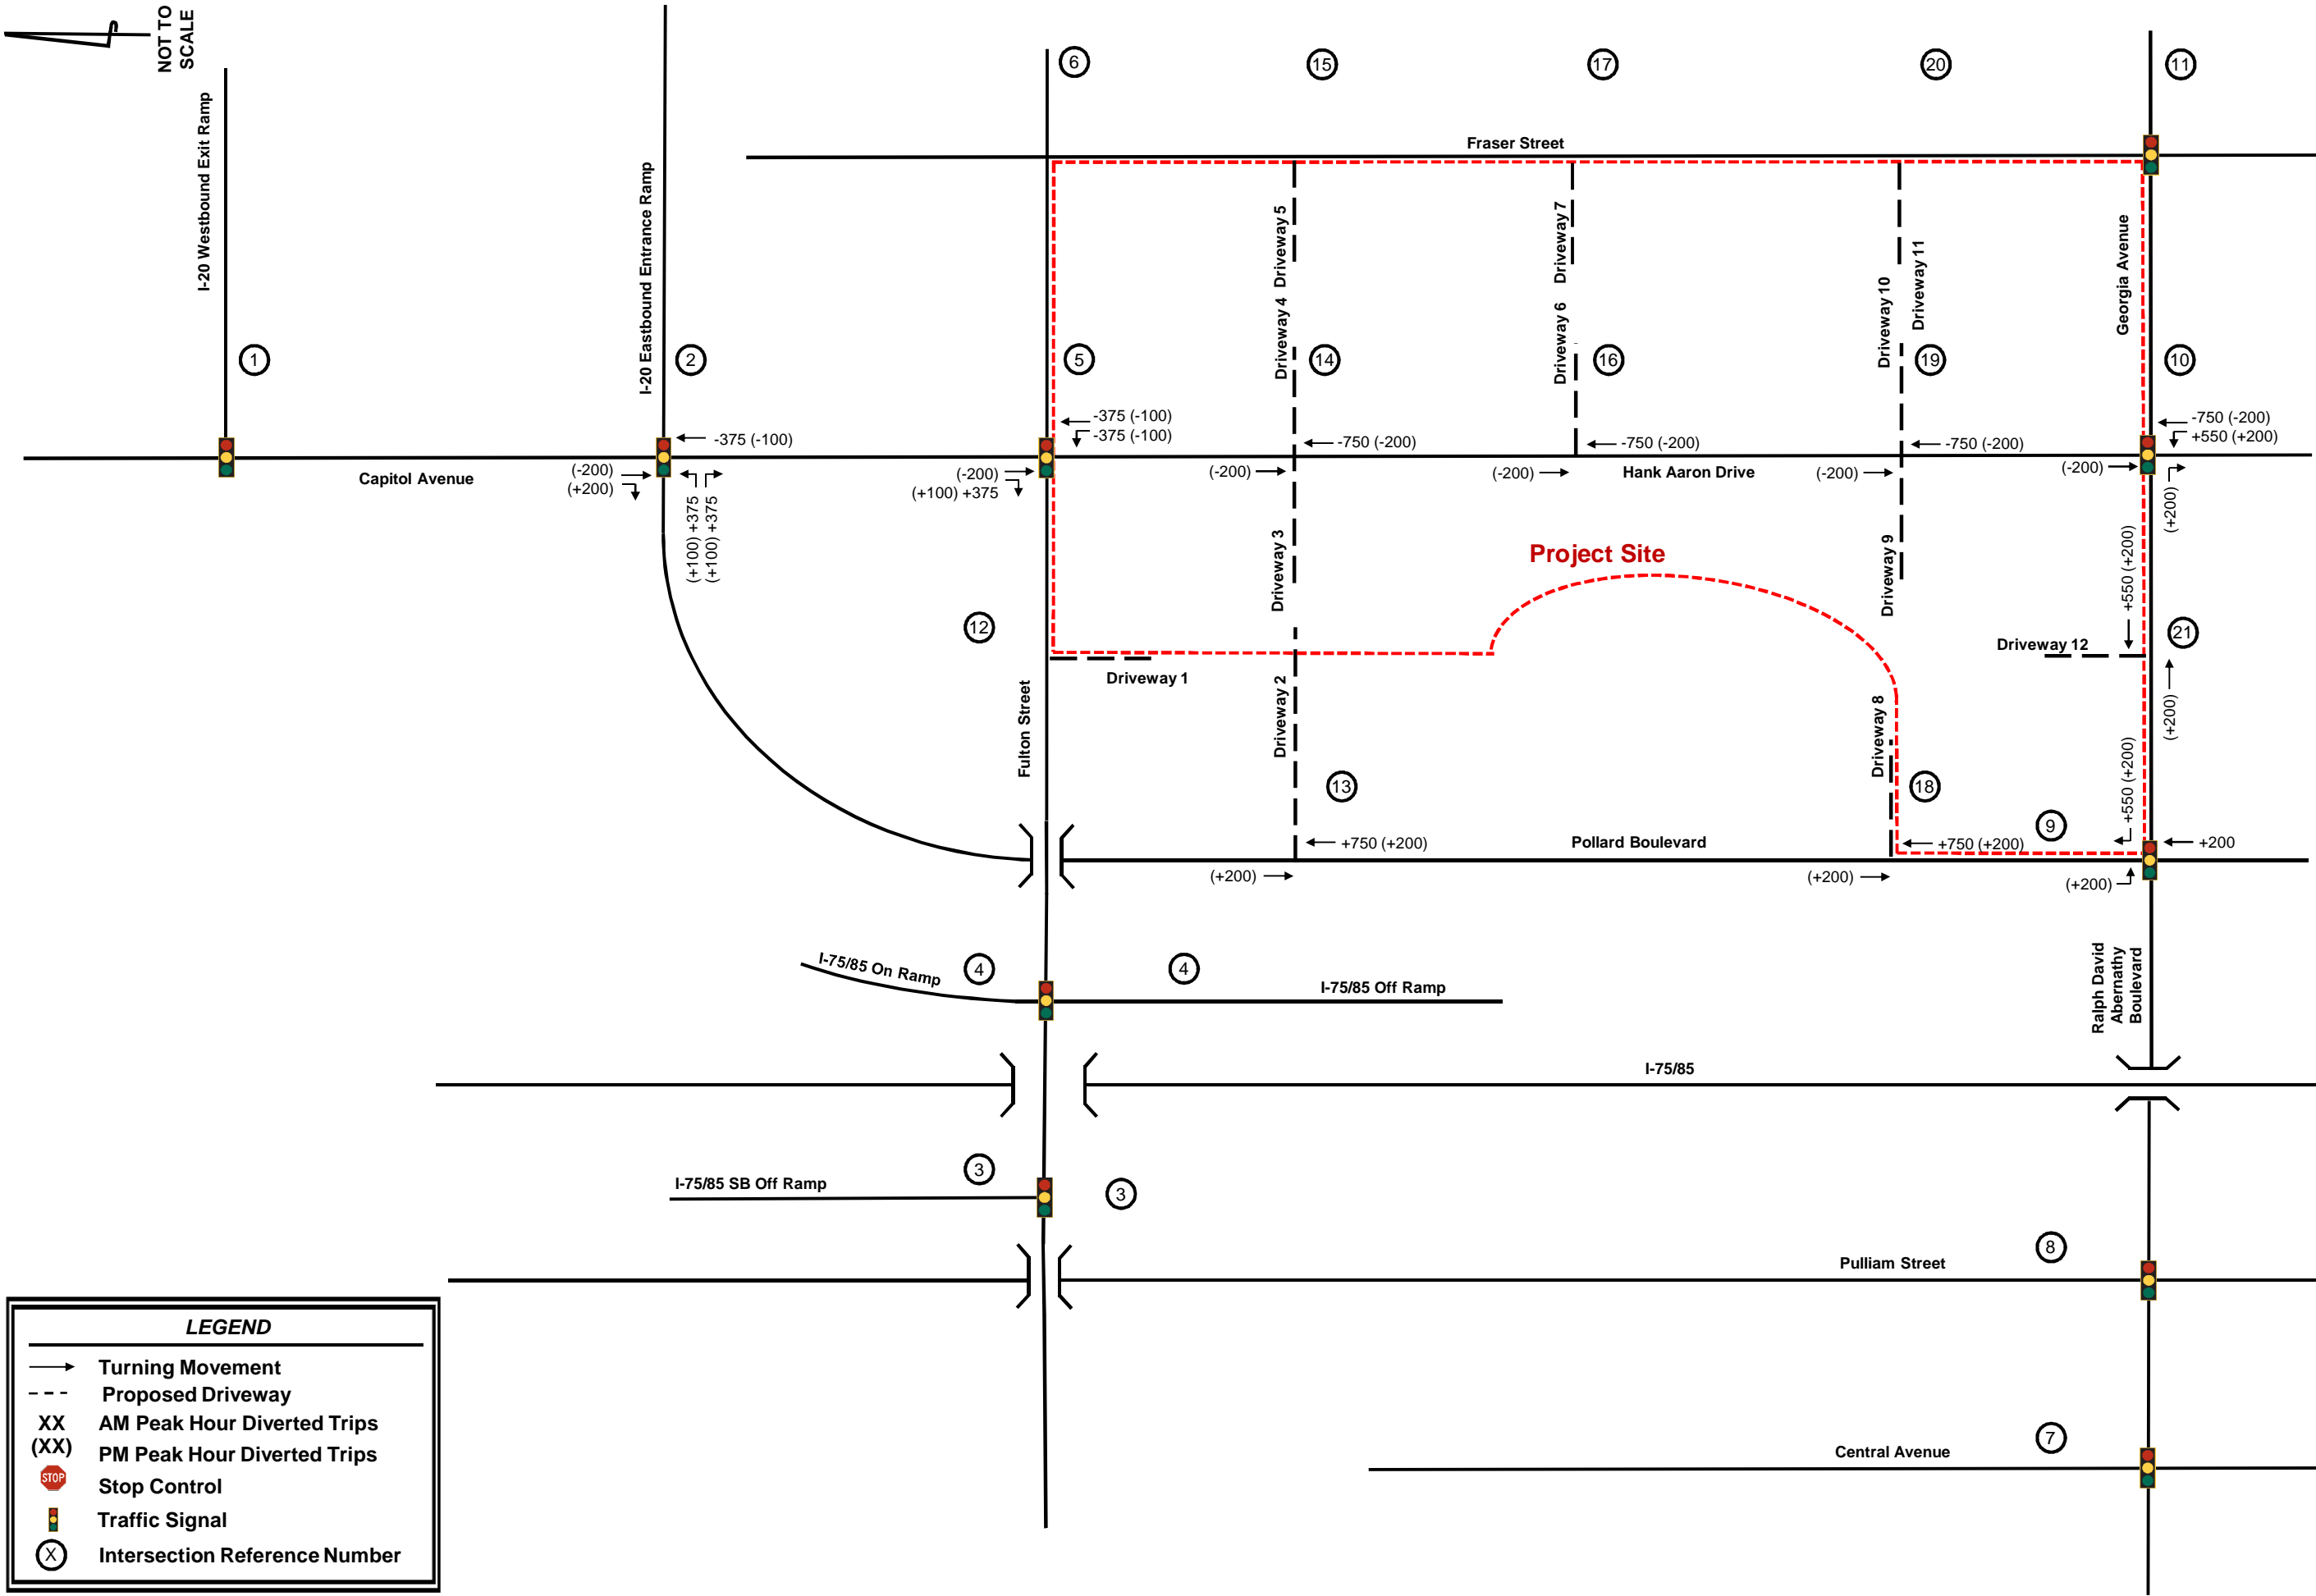 NOT TO
SCALE
6
15
17
20
11
Fraser Street
I-20 Westbound Exit Ramp
I-20 Eastbound Entrance Ramp
Driveway 5
Driveway 7
Driveway 11
Georgia Avenue
Driveway 4
Driveway 6
Driveway 10
1
2
5
14
16
19
10
-375 (-100)
-375 (-100)
-375 (-100)
-750 (-200)
-750 (-200)
-750 (-200)
-750 (-200)
+550 (+200)
Capitol Avenue
(-200)
(+200)
(+100) +375
(+100) +375
(-200)
(+100) +375
(-200)
(-200)
Hank Aaron Drive
(-200)
(-200)
(+200)
Project Site
Driveway 3
Driveway 9
+550 (+200)
12
21
Driveway 12
Driveway 1
Fulton Street
Driveway 2
Driveway 8
(+200)
13
18
9
+550 (+200)
+750 (+200)
Pollard Boulevard
+750 (+200)
+200
(+200)
(+200)
(+200)
I-75/85 On Ramp
4
4
I-75/85 Off Ramp
Ralph David
Abernathy
Boulevard
I-75/85
3
I-75/85 SB Off Ramp
3
8
Pulliam Street
7
Central Avenue
LEGEND
Turning Movement
Proposed Driveway
XX AM Peak Hour Diverted Trips
(XX) PM Peak Hour Diverted Trips
STOP Stop Control
Traffic Signal
X Intersection Reference Number